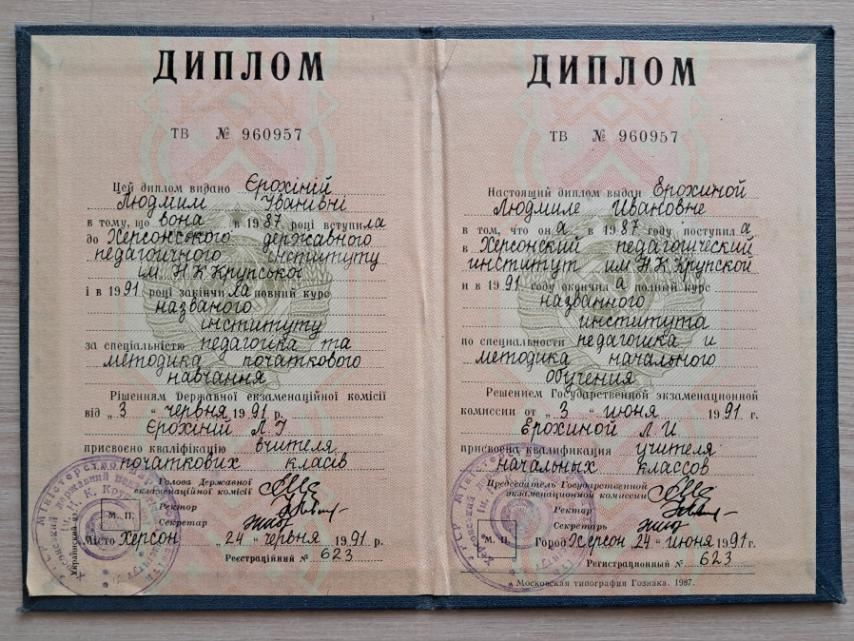 ДИПЛОМ
ТВ № 960957
Цей диплом видано Єрохіній
Людмилі Іванівні
в тому, що вона в 1987 році вступила
до Херсонського державного
педагогічного інституту
ім. Н К Крупської
і в 1991 році закінчила повний курс
названого
інституту
за спеціальністю педагогіка та
методика початкового
навчання
Рішенням Державної екзаменаційної комісії
від „3“ червня 1991 р.
Єрохіній Л І
присвоєно кваліфікацію вчителя
початкових класів
Голова Державної
екзаменаційної комісії
Ректор
Секретар
М. П.
Місто Херсон „24“ червня 1991 р.
Реєстраційний № 623
ДИПЛОМ
ТВ № 960957
Настоящий диплом выдан Ерохиной
Людмиле Ивановне
в том, что она в 1987 году поступила
в Херсонский педагогический
институт им Н К Крупской
и в 1991 году окончила полный курс
названного
института
по специальности педагогика и
методика начального
обучения
Решением Государственной экзаменационной
комиссии от „3“ июня 1991 г.
Ерохиной Л И
присвоена квалификация учителя
начальных классов
Председатель Государственной
экзаменационной комиссии
Ректор
Секретарь
М. П.
Город Херсон „24“ июня 1991 г.
Регистрационный № 623
Московская типография Гознака. 1987.